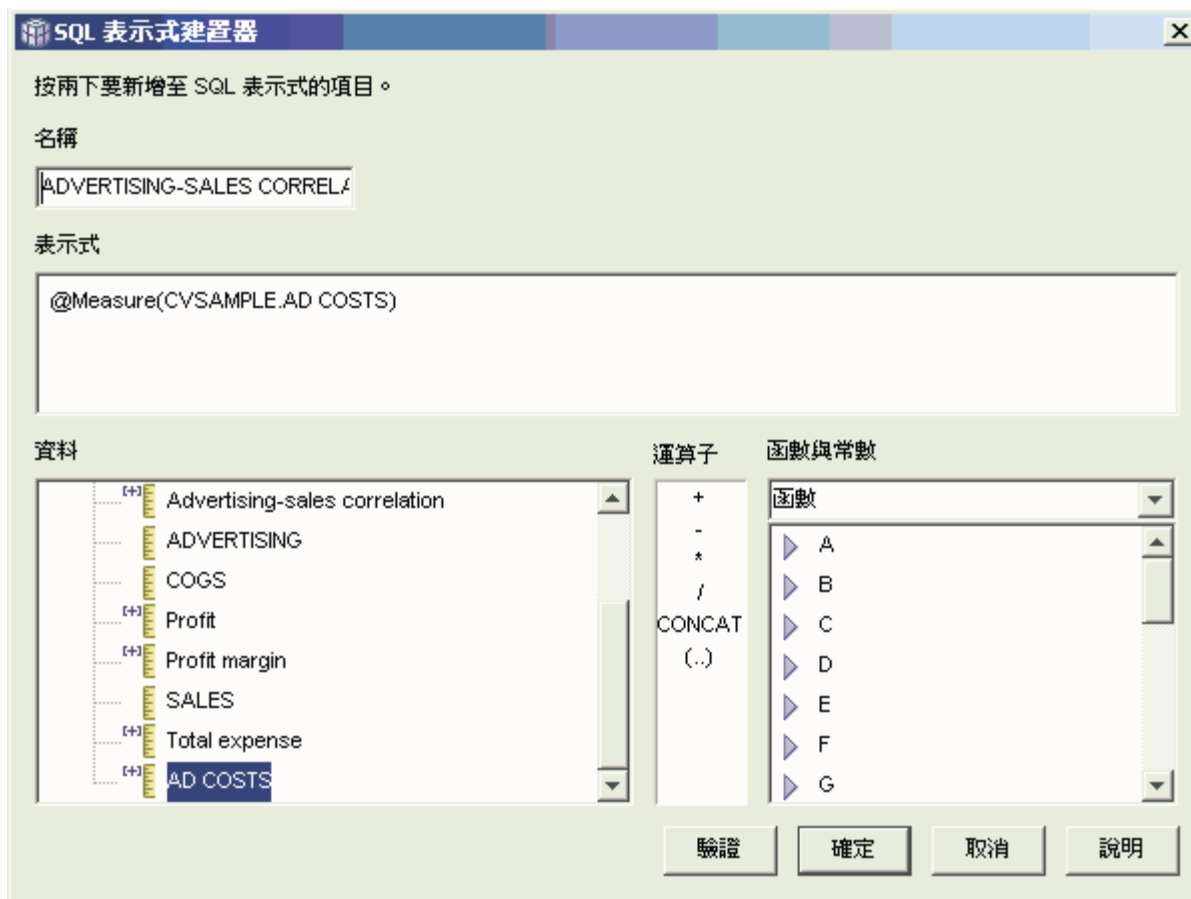 SQL 表示式建置器
按兩下要新增至 SQL 表示式的項目。
名稱
ADVERTISING-SALES CORREL
表示式
@Measure(CVSAMPLE.AD COSTS)
資料
Advertising-sales correlation
ADVERTISING
COGS
Profit
Profit margin
SALES
Total expense
AD COSTS
運算子
+
-
*
/
CONCAT
(..)
函數與常數
函數
A
B
C
D
E
F
G
驗證
確定
取消
說明